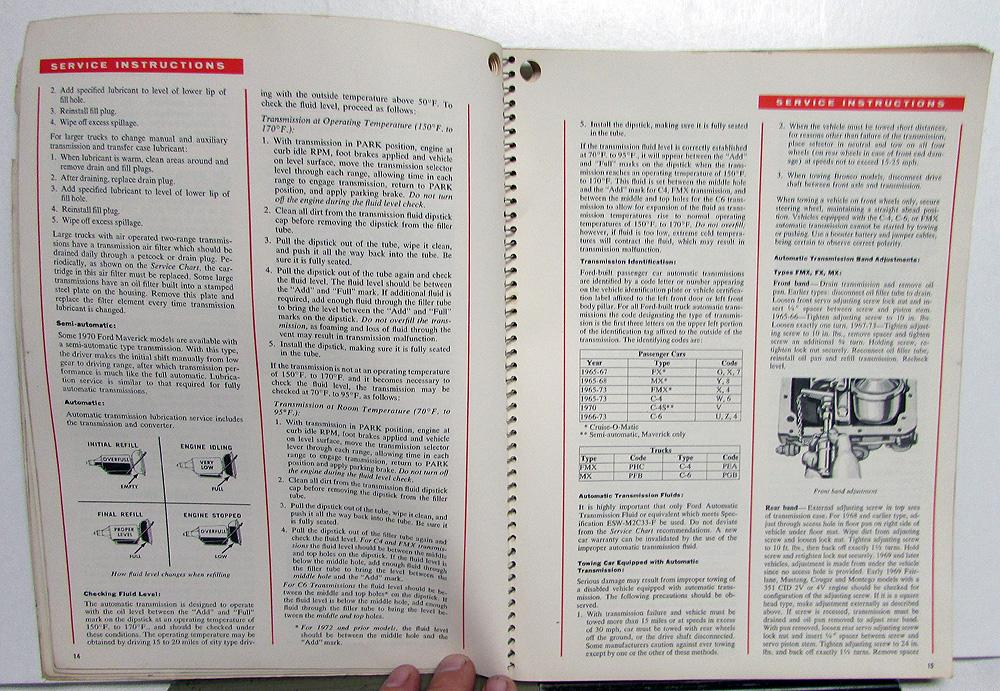 SERVICE INSTRUCTIONS
2. Add specified lubricant to level of lower lip of
fill hole.
3. Reinstall fill plug.
4. Wipe off excess spillage.
For larger trucks to change manual and auxiliary
transmission and transfer case lubricant:
1. When lubricant is warm, clean areas around and
remove drain and fill plugs.
2. After draining, replace drain plug.
3. Add specified lubricant to level of lower lip of
fill hole.
4. Reinstall fill plug.
5. Wipe off excess spillage.
Large trucks with air operated two-range transmis-
sions have a transmission air filter which should be
drained daily through a petcock or drain plug. Pe-
riodically, as shown on the Service Chart, the car-
tridge in this air filter must be replaced. Some large
transmissions have an oil filter built into a stamped
steel plate on the housing. Remove this plate and
replace the filter element every time transmission
lubricant is changed.
Semi-automatic:
Some 1970 Ford Maverick models are available with
a semi-automatic type transmission. With this type,
the driver makes the initial shift manually from low
gear to driving range, after which transmission per-
formance is much like the full automatic. Lubrica-
tion service is similar to that required for fully
automatic transmissions.
Automatic:
Automatic transmission lubrication service includes
the transmission and converter.
INITIAL REFILL
OVERFULL
EMPTY
ENGINE IDLING
VERY
LOW
FULL
FINAL REFILL
PROPER
LEVEL
FULL
ENGINE STOPPED
OVERFULL
LOW
How fluid level changes when refilling
Checking Fluid Level:
The automatic transmission is designed to operate
with the oil level between the "Add" and "Full"
mark on the dipstick at an operating temperature of
150°F. to 170°F., and should be checked under
these conditions. The operating temperature may be
obtained by driving 15 to 20 miles of city type driv-
14
ing with the outside temperature above 50°F. To
check the fluid level, proceed as follows:
Transmission at Operating Temperature (150°F. to
170°F.):
1. With transmission in PARK position, engine at
curb idle RPM, foot brakes applied and vehicle
on level surface, move the transmission selector
lever through each range, allowing time in each
range to engage transmission, return to PARK
position, and apply parking brake. Do not turn
off the engine during the fluid level check.
2. Clean all dirt from the transmission fluid dipstick
cap before removing the dipstick from the filler
tube.
3. Pull the dipstick out of the tube, wipe it clean,
and push it all the way back into the tube. Be
sure it is fully seated.
4. Pull the dipstick out of the tube again and check
the fluid level. The fluid level should be between
the "Add" and "Full" mark. If additional fluid is
required, add enough fluid through the filler tube
to bring the level between the "Add" and "Full"
marks on the dipstick. Do not overfill the trans-
mission, as foaming and loss of fluid through the
vent may result in transmission malfunction.
5. Install the dipstick, making sure it is fully seated
in the tube.
If the transmission is not at an operating temperature
of 150°F. to 170°F. and it becomes necessary to
check the fluid level, the transmission may be
checked at 70°F. to 95°F., as follows:
Transmission at Room Temperature (70°F. to
95°F.):
1. With transmission in PARK position, engine at
curb idle RPM, foot brakes applied and vehicle
on level surface, move the transmission selector
lever through each range, allowing time in each
range to engage transmission, return to PARK
position and apply parking brake. Do not turn off
the engine during the fluid level check.
2. Clean all dirt from the transmission fluid dipstick
cap before removing the dipstick from the filler
tube.
3. Pull the dipstick out of the tube, wipe it clean, and
push it all the way back into the tube. Be sure it
is fully seated.
4. Pull the dipstick out of the filler tube again and
check the fluid level. For C4 and FMX transmis-
sions the fluid level should be between the middle
and top holes on the dipstick. If the fluid level is
below the middle hole, add enough fluid through
the filler tube to bring the level between the
middle hole and the "Add" mark.
For C6 Transmissions the fluid level should be be-
tween the middle and top holes* on the dipstick. If
the fluid level is below the middle hole, add enough
fluid through the filler tube to bring the level be-
tween the middle and top holes.
* For 1972 and prior models, the fluid level
should be between the middle hole and the
"Add" mark.
SERVICE INSTRUCTIONS
5. Install the dipstick, making sure it is fully seated
in the tube.
If the transmission fluid level is correctly established
at 70°F. to 95°F., it will appear between the "Add"
and "Full" marks on the dipstick when the trans-
mission reaches an operating temperature of 150°F.
to 170°F. This fluid is set between the middle hole
and the "Add" mark for C4, FMX transmission, and
between the middle and top holes for the C6 trans-
mission to allow for expansion of the fluid as trans-
mission temperatures rise to normal operating
temperatures of 150°F. to 170°F. Do not overfill;
however, if fluid is low, extreme cold tempera-
tures will contract the fluid, which may result in
transmission malfunction.
Transmission Identification:
Ford-built passenger car automatic transmissions
are identified by a code letter or number appearing
on the vehicle identification plate or vehicle certifica-
tion label affixed to the left front door or left front
body pillar. For all Ford-built truck automatic trans-
missions the code designating the type of transmis-
sion is the first three letters on the upper left portion
of the identification tag affixed to the outside of the
transmission. The identifying codes are:
Passenger Cars
Year Type Code
1965-67 FX* G, X, 7
1965-68 MX* Y, 8
1965-73 FMX* X, 4
1965-73 C-4 W, 6
1970 C-4S** V
1966-73 C-6 U, Z, 4
* Cruise-O-Matic
** Semi-automatic, Maverick only
Trucks
Type Code Type Code
FMX PHC C-4 PEA
MX PFB C-6 PGB
Automatic Transmission Fluids:
It is highly important that only Ford Automatic
Transmission Fluid or equivalent which meets Spec-
ification ESW-M2C33-F be used. Do not deviate
from the Service Chart recommendations. A new
car warranty can be invalidated by the use of the
improper automatic transmission fluid.
Towing Car Equipped with Automatic
Transmission:
Serious damage may result from improper towing of
a disabled vehicle equipped with automatic trans-
mission. The following precautions should be ob-
served.
1. With transmission failure and vehicle must be
towed more than 15 miles or at speeds in excess
of 30 mph, car must be towed with rear wheels
off the ground, or the drive shaft disconnected.
Some manufacturers caution against ever towing
except by one or the other of these methods.
2. When the vehicle must be towed short distances,
for reasons other than failure of the transmission,
place selector in neutral and tow on all four
wheels (on rear wheels in case of front end dam-
age) at speeds not to exceed 15-25 mph.
3. When towing Bronco models, disconnect drive
shaft between front axle and transmission.
When towing a vehicle on front wheels only, secure
steering wheel, maintaining a straight ahead posi-
tion. Vehicles equipped with the C-4, C-6, or FMX
automatic transmission cannot be started by towing
or pushing. Use a booster battery and jumper cables,
being certain to observe correct polarity.
Automatic Transmission Band Adjustments:
Types FMX, FX, MX:
Front band—Drain transmission and remove oil
pan. Earlier types: disconnect oil filler tube to drain.
Loosen front servo adjusting screw lock nut and in-
sert ¼" spacer between screw and piston stem.
1965-66—Tighten adjusting screw to 10 in. lbs.
Loosen exactly one turn. 1967-73—Tighten adjust-
ing screw to 10 in. lbs., remove spacer and tighten
screw an additional ¾ turn. Holding screw, re-
tighten lock nut securely. Reconnect oil filler tube,
reinstall oil pan and refill transmission. Recheck
level.
Front band adjustment
Rear band—External adjusting screw in top area
of transmission case. For 1968 and earlier type, ad-
just through access hole in floor pan on right side of
vehicle under floor mat. Wipe dirt from adjusting
screw and loosen lock nut. Tighten adjusting screw
to 10 ft. lbs., then back off exactly 1½ turns. Hold
screw and retighten lock nut securely. 1969 and later
vehicles, adjustment is made from under the vehicle
since no access hole is provided. Early 1969 Fair-
lane, Mustang, Cougar and Montego models with a
351 CID 2V or 4V engine should be checked for
configuration of the adjusting screw. If it is a square
head type, make adjustment externally as described
above. If screw is recessed, transmission must be
drained and oil pan removed to adjust rear band.
With pan removed, loosen rear servo adjusting screw
lock nut and insert ¼" spacer between screw and
servo piston stem. Tighten adjusting screw to 24 in.
lbs. and back off exactly 1½ turns. Remove spacer
15